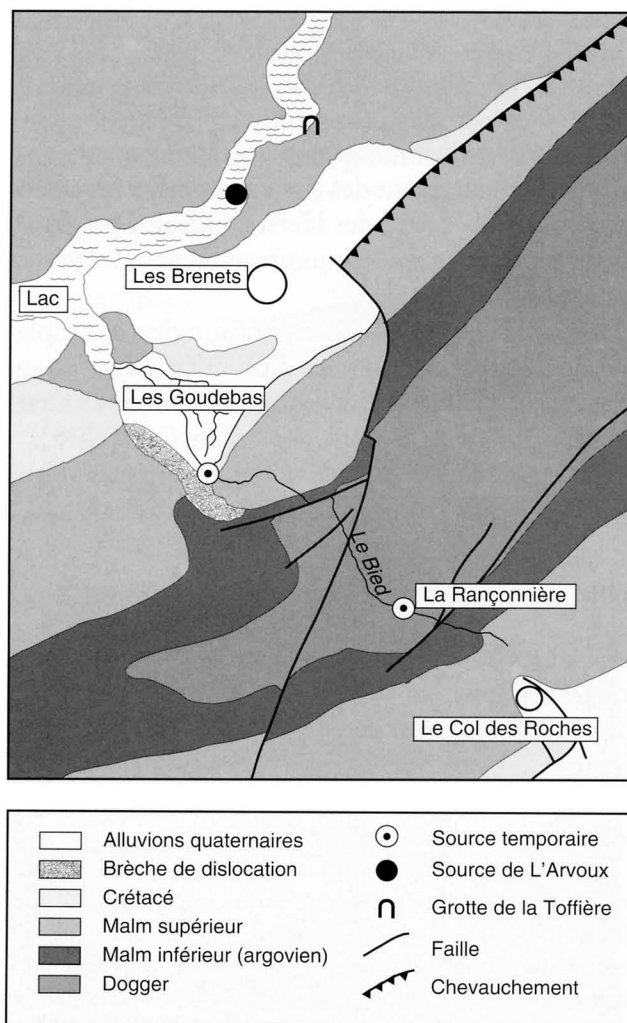 Les Brenets
Lac
Les Goudebas
Le Bied
La Rançonnière
Le Col des Roches
Alluvions quaternaires
Brèche de dislocation
Crétacé
Malm supérieur
Malm inférieur (argovien)
Dogger
Source temporaire
Source de L'Arvoux
Grotte de la Toffière
Faille
Chevauchement